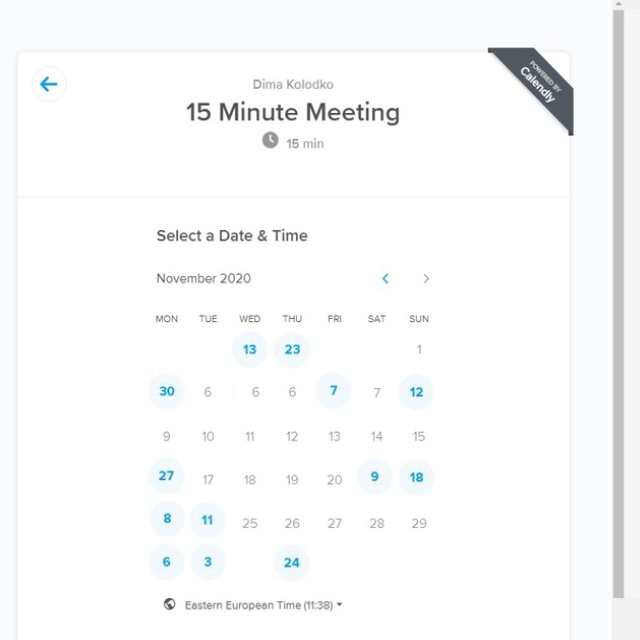 POWERED BY
Calendly
Dima Kolodko
15 Minute Meeting
15 min
Select a Date & Time
November 2020
MON TUE WED THU FRI SAT SUN
13 23 1
30 6 6 6 7 7 12
9 10 11 12 13 14 15
27 17 18 19 20 9 18
8 11 25 26 27 28 29
6 3 24
Eastern European Time (11:38)